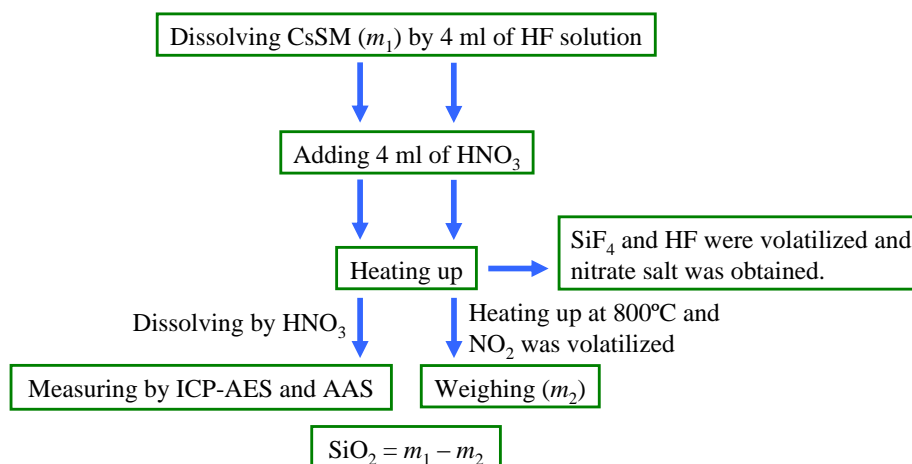 Dissolving CsSM (m₁) by 4 ml of HF solution
Adding 4 ml of HNO₃
Heating up
SiF₄ and HF were volatilized and
nitrate salt was obtained.
Dissolving by HNO₃
Heating up at 800ºC and
NO₂ was volatilized
Measuring by ICP-AES and AAS
Weighing (m₂)
SiO₂ = m₁ – m₂